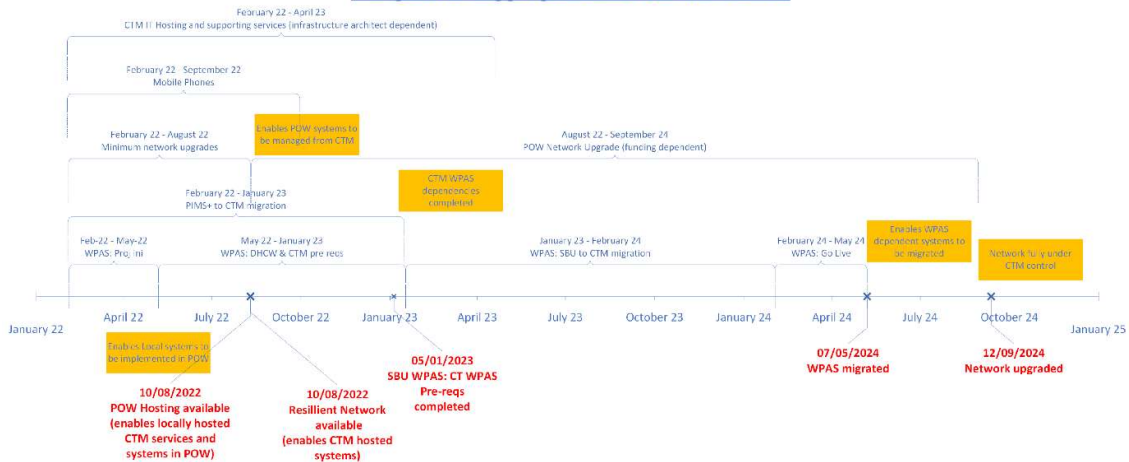 February 22 - April 23
CTM IT Hosting and supporting services (infrastructure architect dependent)
February 22 - September 22
Mobile Phones
Enables POW systems to
be managed from CTM
February 22 - August 22
Minimum network upgrades
August 22 - September 24
POW Network Upgrade (funding dependent)
CTM WPAS
dependencies
completed
February 22 - January 23
PIMS+ to CTM migration
Feb-22 - May-22
WPAS: Proj Ini
May 22 - January 23
WPAS: DHCW & CTM pre reqs
January 23 - February 24
WPAS: SBU to CTM migration
February 24 - May 24
WPAS: Go Live
Enables WPAS
dependent systems to
be migrated
Network fully under
CTM control
January 22
April 22
July 22
October 22
January 23
April 23
July 23
October 23
January 24
April 24
July 24
October 24
January 25
Enables Local systems to
be implemented in POW
10/08/2022
POW Hosting available
(enables locally hosted
CTM services and
systems in POW)
10/08/2022
Resillient Network
available
(enables CTM hosted
systems)
05/01/2023
SBU WPAS: CT WPAS
Pre-reqs
completed
07/05/2024
WPAS migrated
12/09/2024
Network upgraded